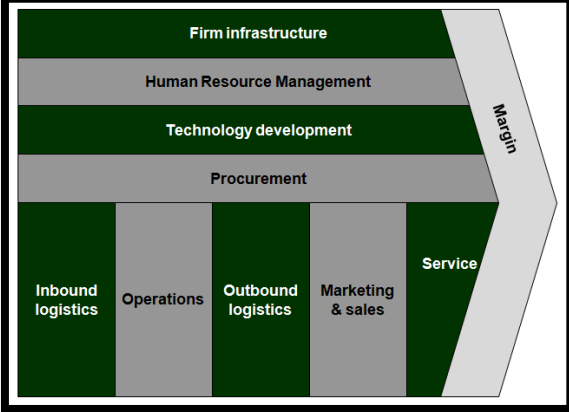 Firm infrastructure
Human Resource Management
Technology development
Procurement
Margin
Inbound
logistics
Operations
Outbound
logistics
Marketing
& sales
Service